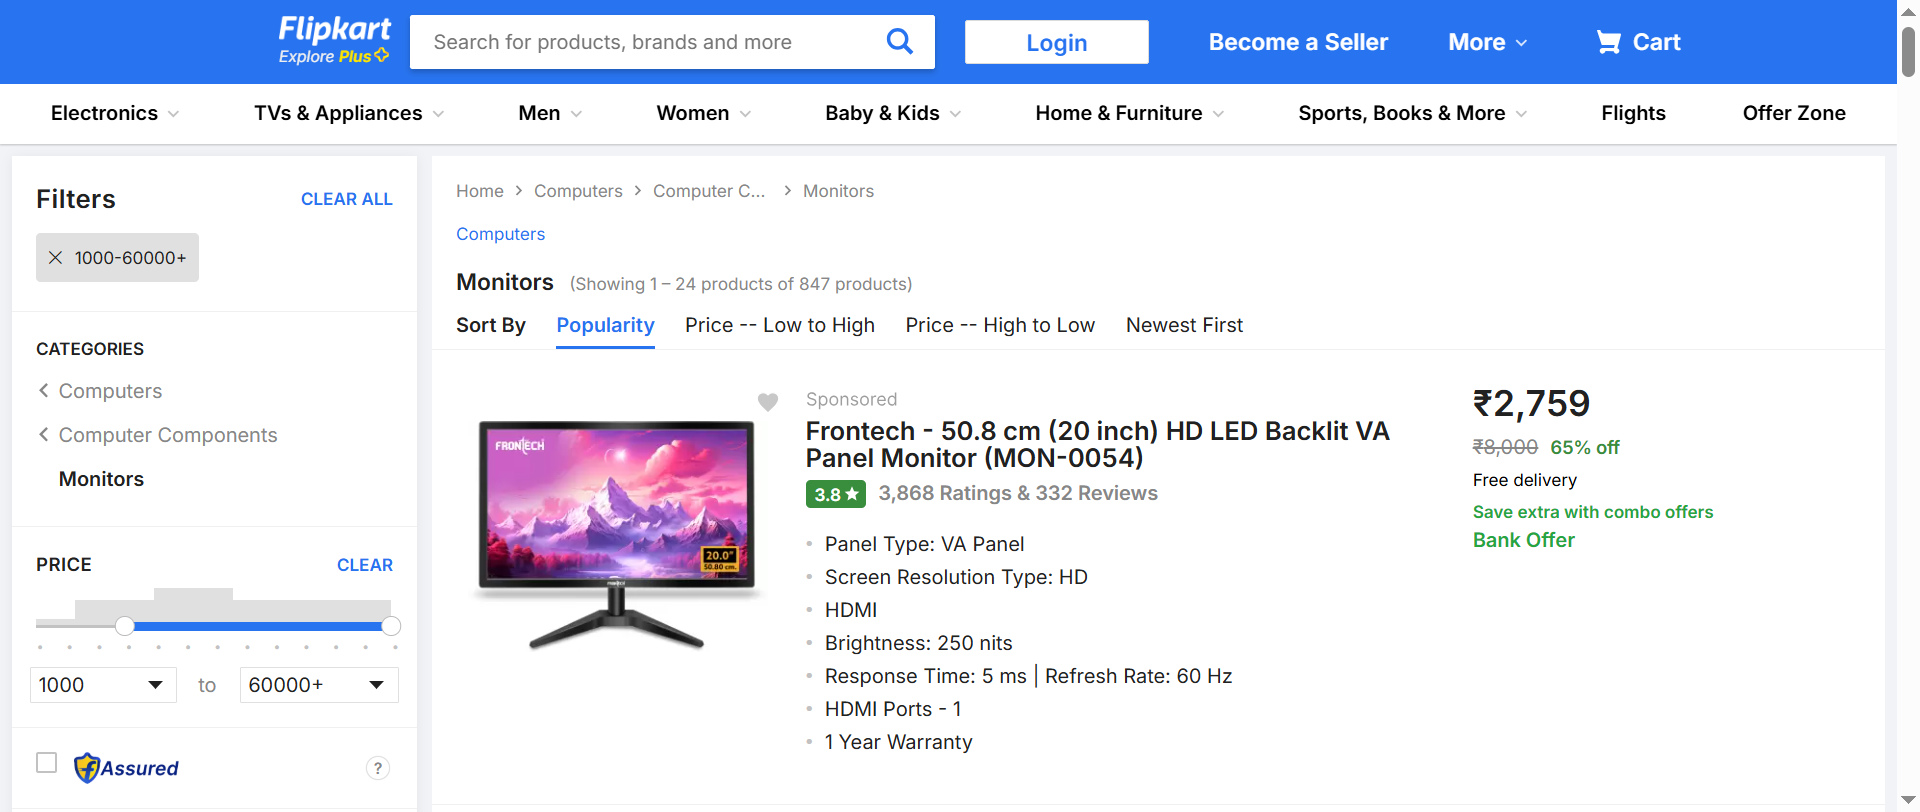 Flipkart
Explore Plus
Search for products, brands and more
Login
Become a Seller
More
Cart
Electronics
TVs & Appliances
Men
Women
Baby & Kids
Home & Furniture
Sports, Books & More
Flights
Offer Zone
Filters
CLEAR ALL
1000-60000+
CATEGORIES
Computers
Computer Components
Monitors
PRICE
CLEAR
1000
to
60000+
Assured
?
Home
Computers
Computer C...
Monitors
Computers
Monitors (Showing 1 – 24 products of 847 products)
Sort By
Popularity
Price -- Low to High
Price -- High to Low
Newest First
FRONTECH
20.0"
50.80 cm.
FRONTECH
Sponsored
Frontech - 50.8 cm (20 inch) HD LED Backlit VA
Panel Monitor (MON-0054)
3.8 ★ 3,868 Ratings & 332 Reviews
Panel Type: VA Panel
Screen Resolution Type: HD
HDMI
Brightness: 250 nits
Response Time: 5 ms | Refresh Rate: 60 Hz
HDMI Ports - 1
1 Year Warranty
₹2,759
₹8,000 65% off
Free delivery
Save extra with combo offers
Bank Offer